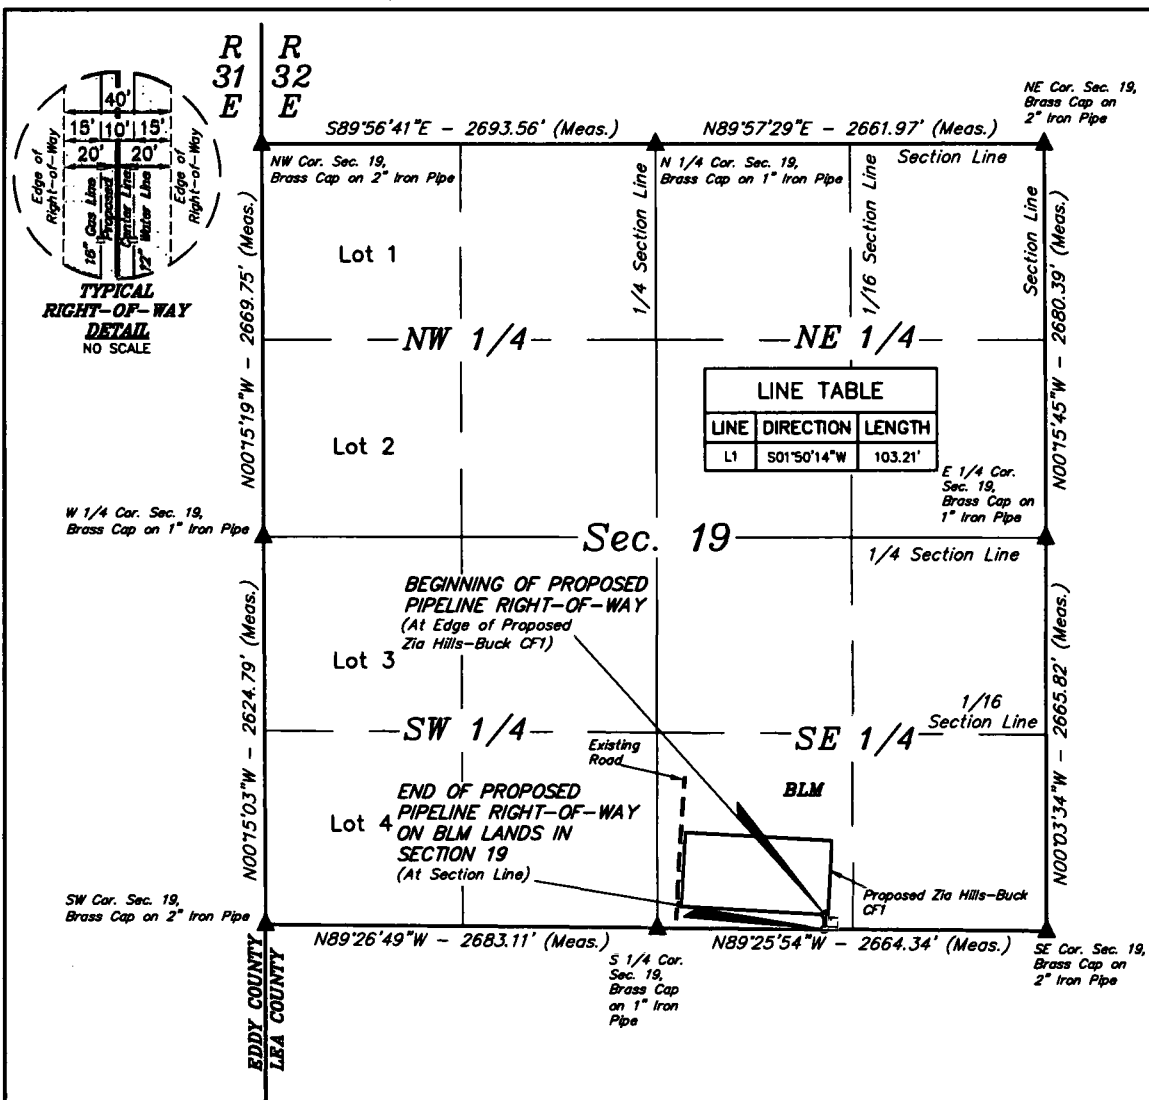 R
31
E
R
32
E
40'
15' 10' 15'
20' 20'
Edge of
Right-of-Way
16" Gas Line
Proposed
Center Line
12" Water Line
Edge of
Right-of-Way
TYPICAL
RIGHT-OF-WAY
DETAIL
NO SCALE
S89°56'41"E - 2693.56' (Meas.)
N89°57'29"E - 2661.97' (Meas.)
NE Cor. Sec. 19,
Brass Cap on
2" Iron Pipe
NW Cor. Sec. 19,
Brass Cap on 2" Iron Pipe
N 1/4 Cor. Sec. 19,
Brass Cap on 1" Iron Pipe
Section Line
N00°15'19"W - 2669.75' (Meas.)
Lot 1
1/4 Section Line
1/16 Section Line
Section Line
N00°15'45"W - 2680.39' (Meas.)
NW 1/4
NE 1/4
LINE TABLE
LINE DIRECTION LENGTH
L1 S01°50'14"W 103.21'
Lot 2
E 1/4 Cor.
Sec. 19,
Brass Cap on
1" Iron Pipe
W 1/4 Cor. Sec. 19,
Brass Cap on 1" Iron Pipe
Sec. 19
1/4 Section Line
BEGINNING OF PROPOSED
PIPELINE RIGHT-OF-WAY
(At Edge of Proposed
Zia Hills-Buck CF1)
N00°15'03"W - 2624.79' (Meas.)
Lot 3
N00°03'34"W - 2665.82' (Meas.)
1/16
Section Line
SW 1/4
SE 1/4
Existing
Road
BLM
END OF PROPOSED
PIPELINE RIGHT-OF-WAY
ON BLM LANDS IN
SECTION 19
(At Section Line)
Lot 4
Proposed Zia Hills-Buck
CF1
SW Cor. Sec. 19,
Brass Cap on 2" Iron Pipe
N89°26'49"W - 2683.11' (Meas.)
N89°25'54"W - 2664.34' (Meas.)
S 1/4 Cor.
Sec. 19,
Brass Cap
on 1" Iron
Pipe
SE Cor. Sec. 19,
Brass Cap on
2" Iron Pipe
EDDY COUNTY
LEA COUNTY